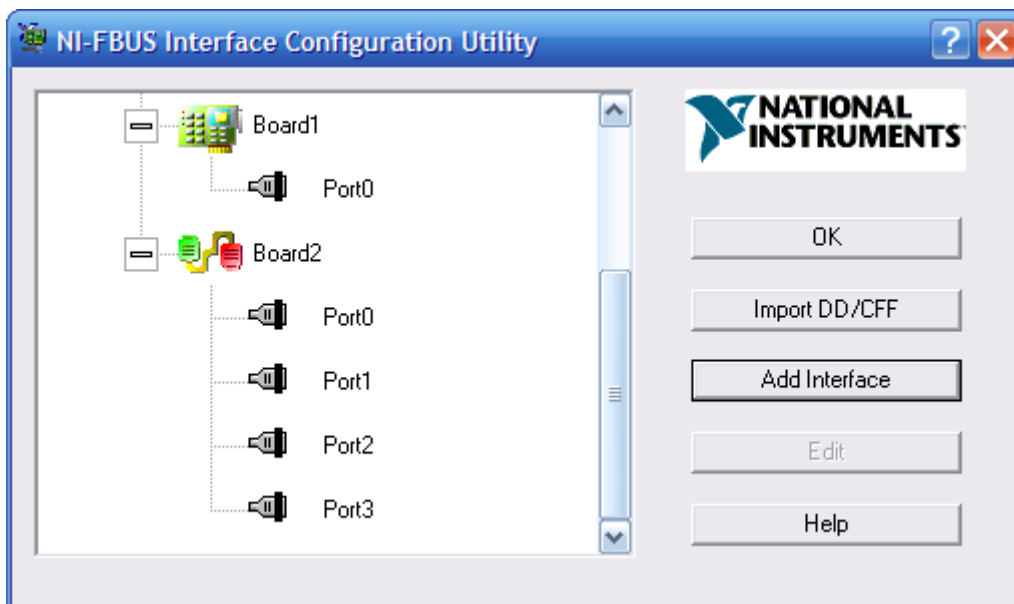 NI-FBUS Interface Configuration Utility
Board1
Port0
Board2
Port0
Port1
Port2
Port3
NATIONAL
INSTRUMENTS
OK
Import DD/CFF
Add Interface
Edit
Help